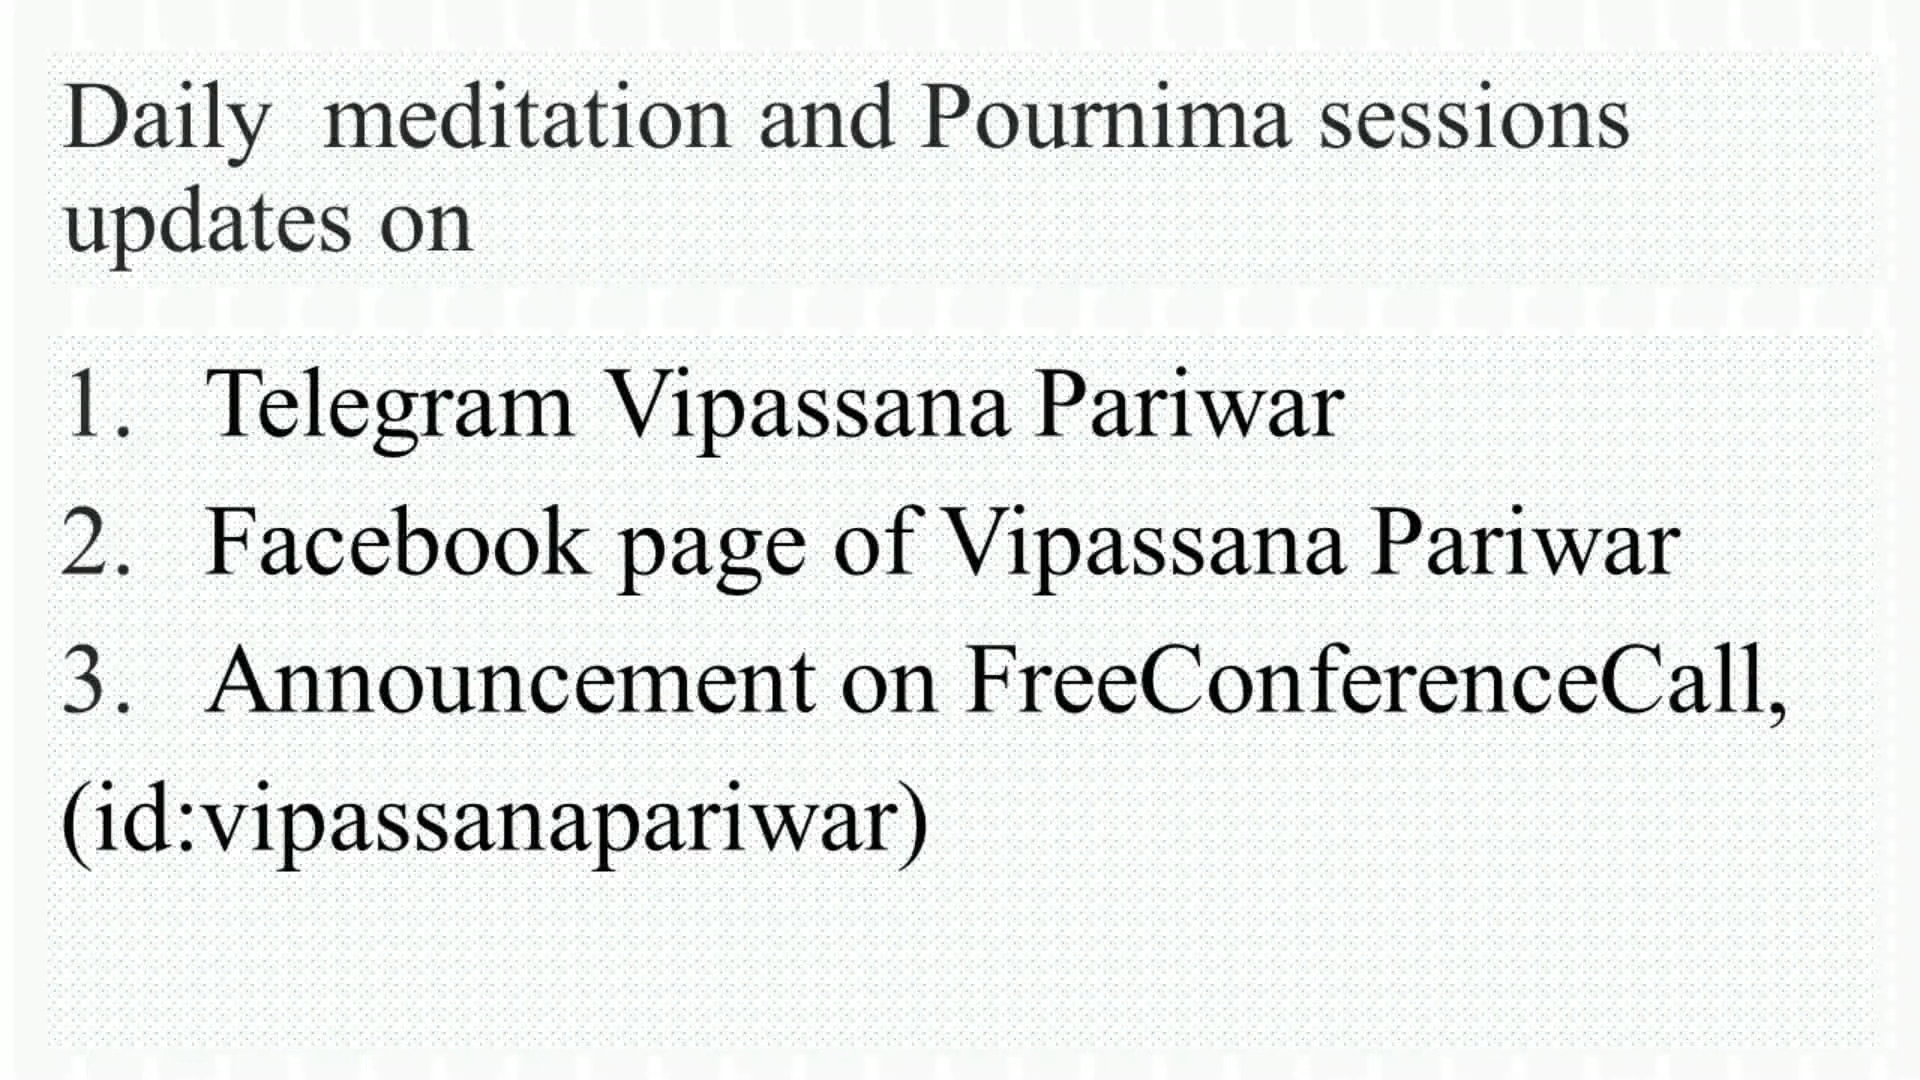 Daily  meditation and Pournima sessions
updates on
1. Telegram Vipassana Pariwar
2. Facebook page of Vipassana Pariwar
3. Announcement on FreeConferenceCall,
(id:vipassanapariwar)